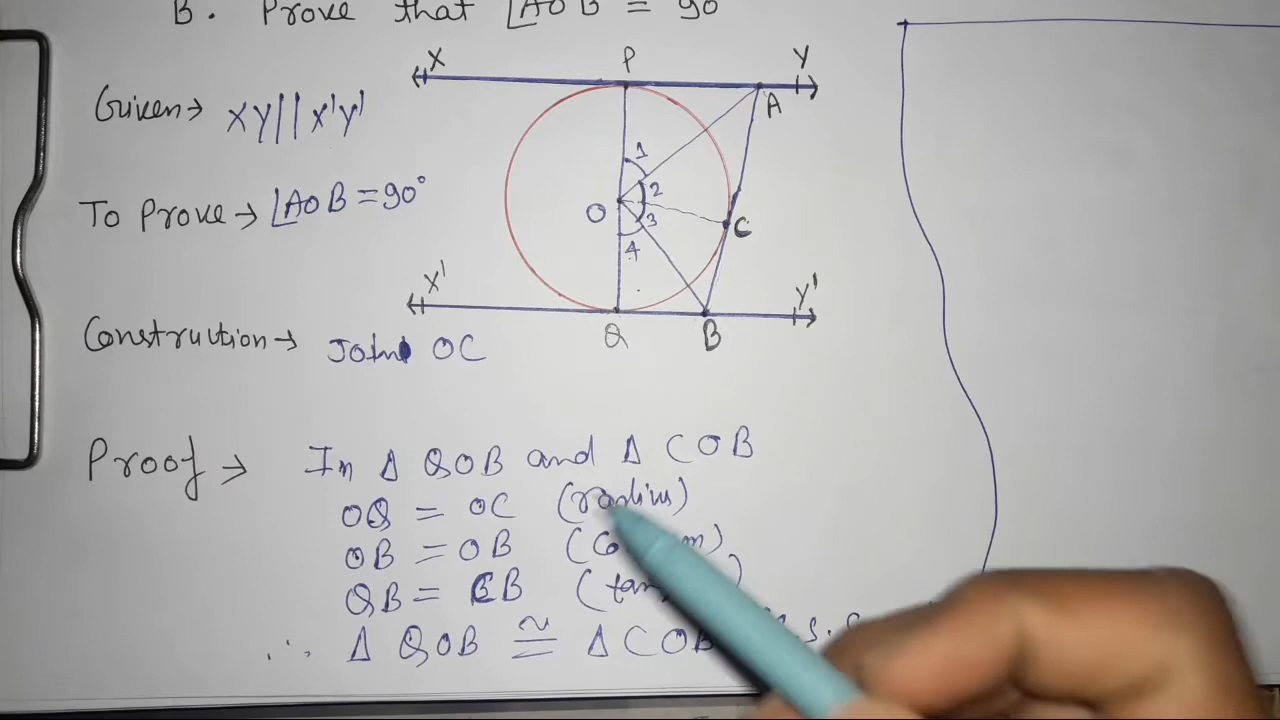 B. Prove that ∠AOB = 90
X P Y
A
Given→ XY||X'Y'
1
2
To Prove→ ∠AOB = 90°
O 3 C
4
X' Y'
Q B
Construction→ Join OC
Proof→ In Δ QOB and Δ COB
OQ = OC (radius)
OB = OB
QB = CB
∴ Δ QOB ≅ Δ COB